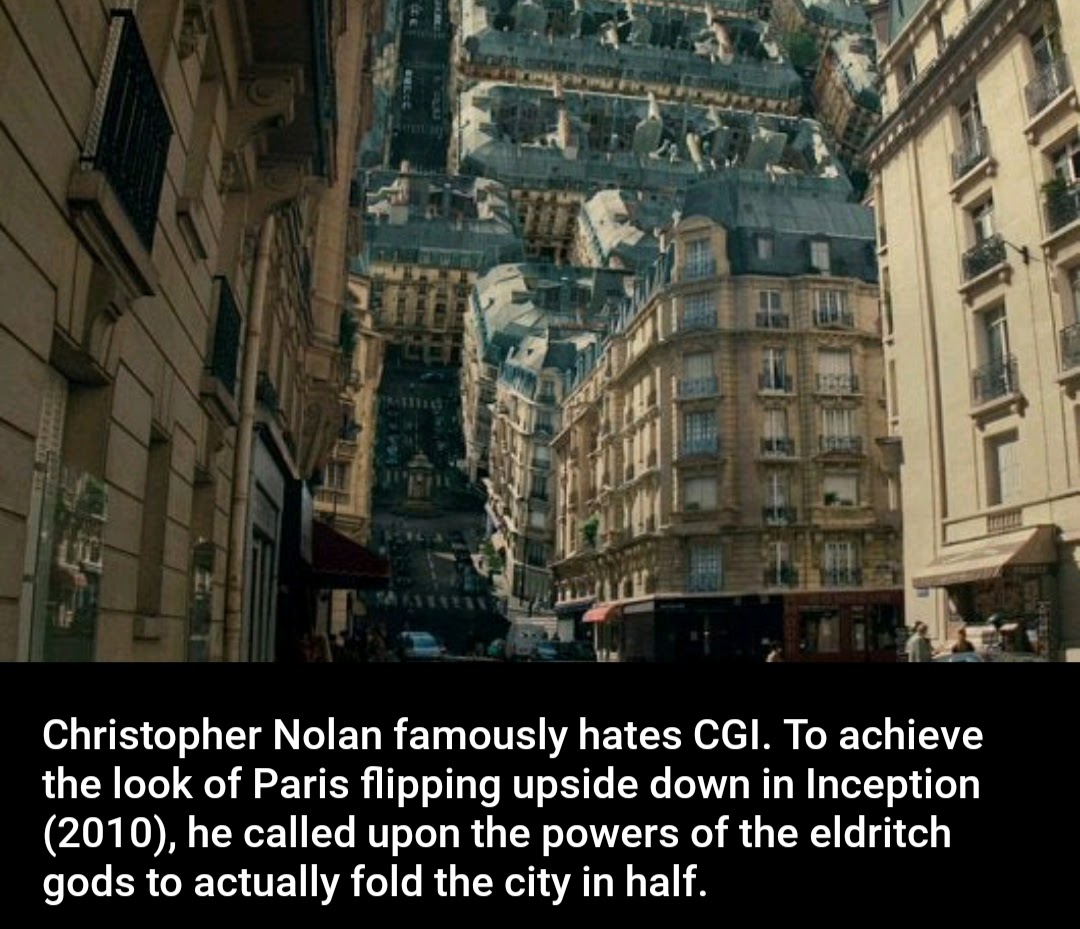 Christopher Nolan famously hates CGI. To achieve
the look of Paris flipping upside down in Inception
(2010), he called upon the powers of the eldritch
gods to actually fold the city in half.